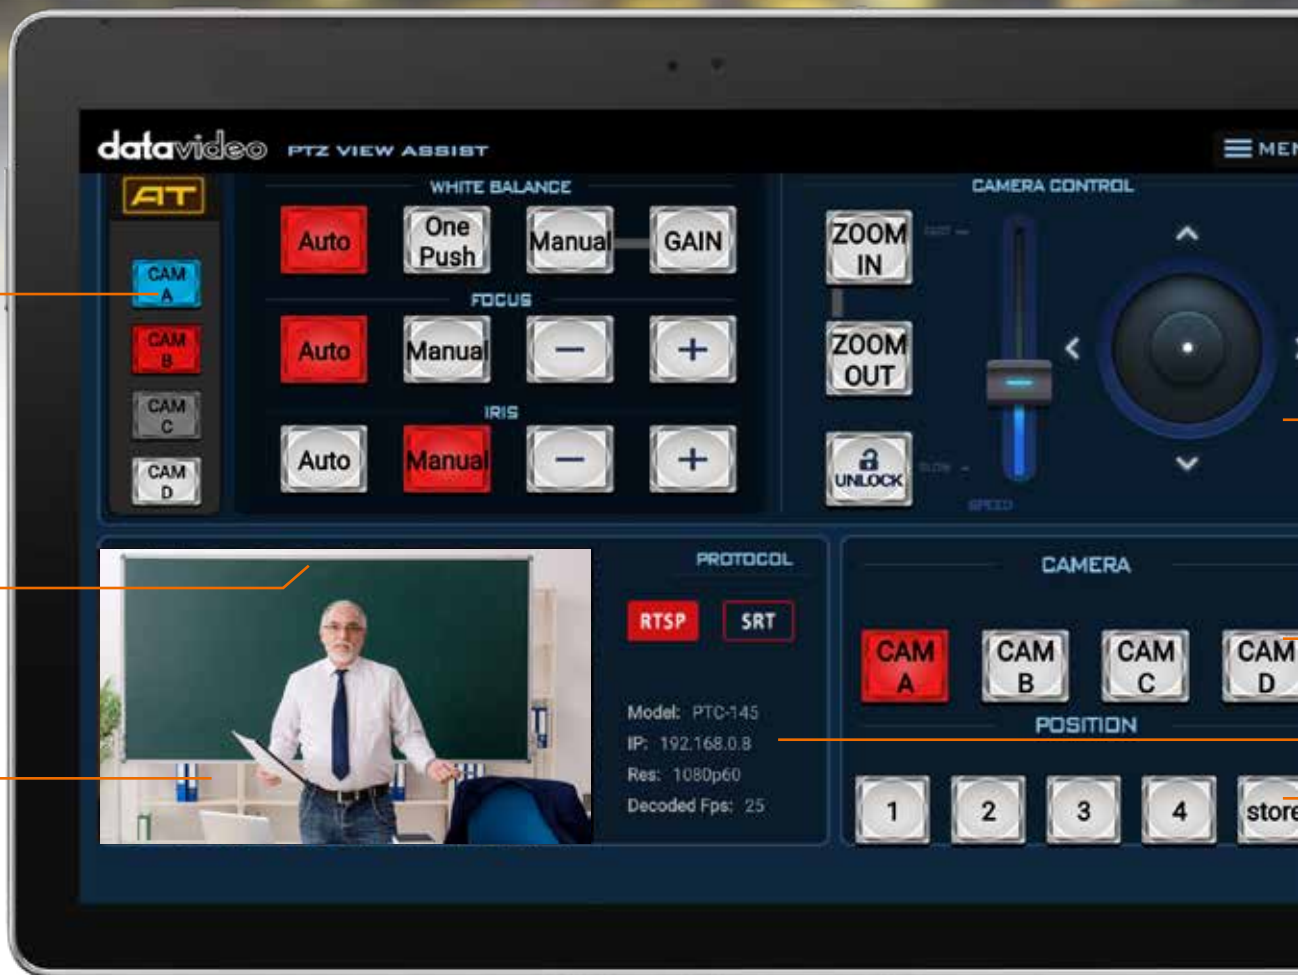 datavideo PTZ VIEW ASSIST
MEN
AT
CAM
A
CAM
B
CAM
C
CAM
D
WHITE BALANCE
Auto
One
Push
Manual
GAIN
FOCUS
Auto
Manual
−
+
IRIS
Auto
Manual
−
+
CAMERA CONTROL
ZOOM
IN
ZOOM
OUT
UNLOCK
SLOW
SPEED
PROTOCOL
RTSP
SRT
Model: PTC-145
IP: 192.168.0.8
Res: 1080p60
Decoded Fps: 25
CAMERA
CAM
A
CAM
B
CAM
C
CAM
D
POSITION
1
2
3
4
store